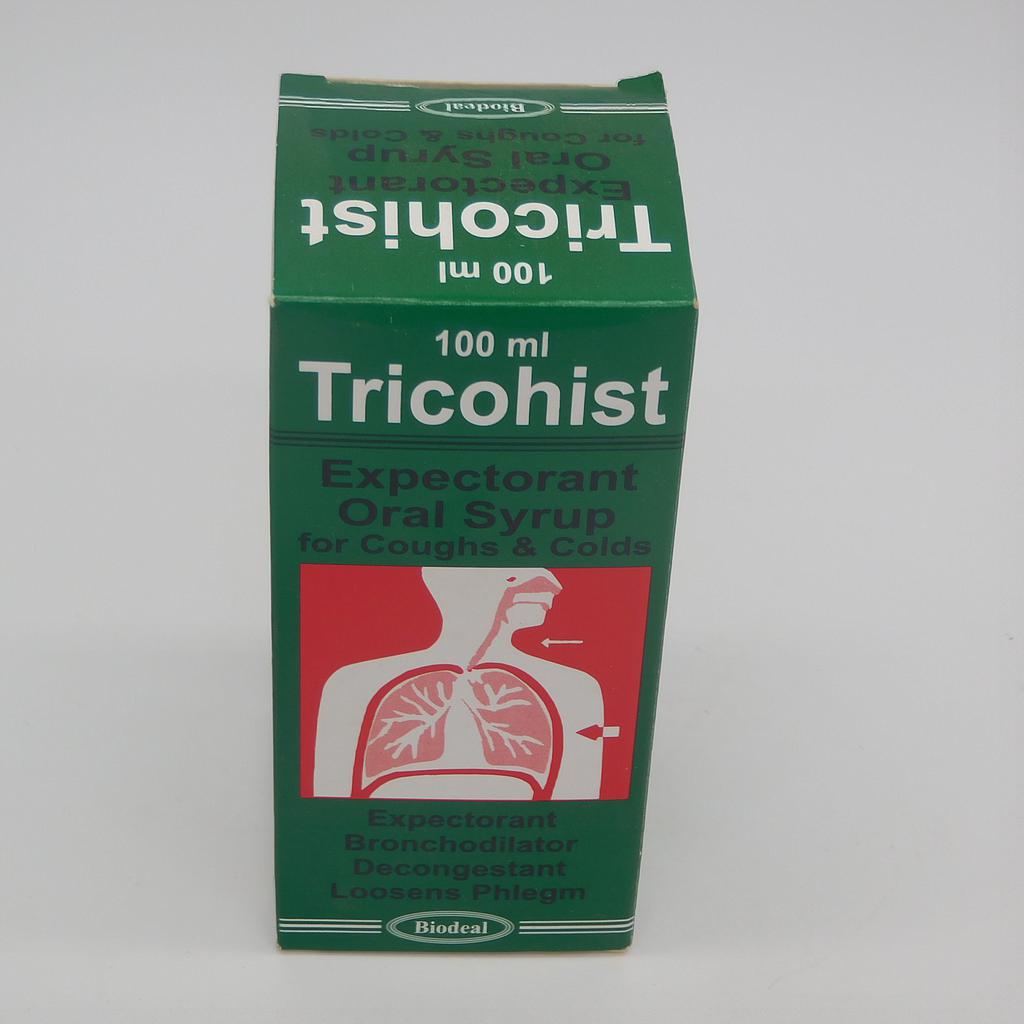 Biodeal
for Coughs & Colds
Oral Syrup
Expectorant
Tricohist
100 ml
100 ml
Tricohist
Expectorant
Oral Syrup
for Coughs & Colds
Expectorant
Bronchodilator
Decongestant
Loosens Phlegm
Biodeal